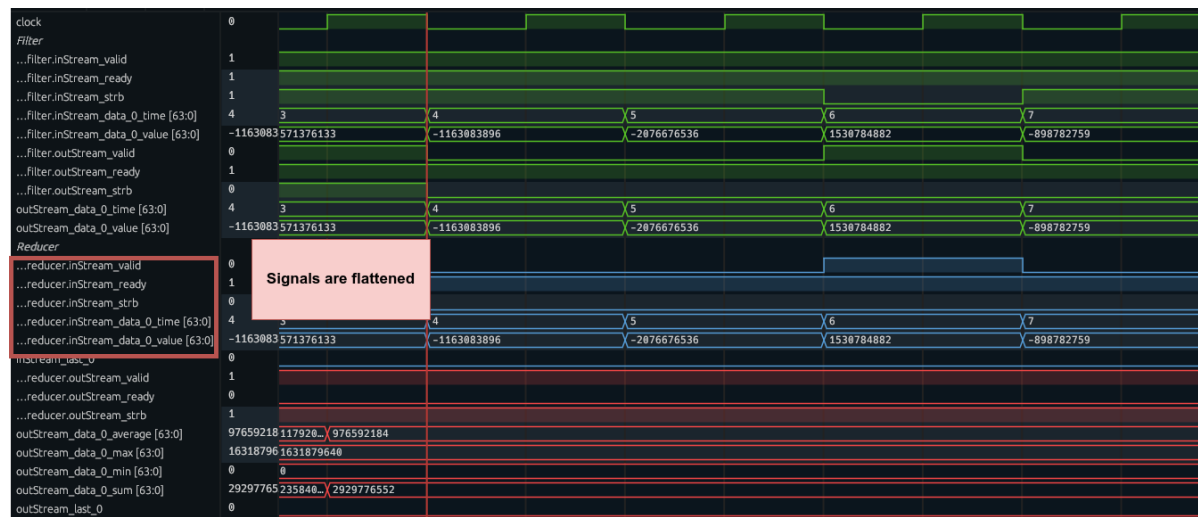 clock 0
Filter
...filter.inStream_valid 1
...filter.inStream_ready 1
...filter.inStream_strb 1
...filter.inStream_data_0_time [63:0] 4 3 4 5 6 7
...filter.inStream_data_0_value [63:0] -1163083 571376133 -1163083896 -2076676536 1530784882 -898782759
...filter.outStream_valid 0
...filter.outStream_ready 1
...filter.outStream_strb 0
outStream_data_0_time [63:0] 4 3 4 5 6 7
outStream_data_0_value [63:0] -1163083 571376133 -1163083896 -2076676536 1530784882 -898782759
Reducer
...reducer.inStream_valid 0
Signals are flattened
...reducer.inStream_ready 1
...reducer.inStream_strb 0
...reducer.inStream_data_0_time [63:0] 4 3 4 5 6 7
...reducer.inStream_data_0_value [63:0] -1163083 571376133 -1163083896 -2076676536 1530784882 -898782759
inStream_last_0 0
...reducer.outStream_valid 1
...reducer.outStream_ready 0
...reducer.outStream_strb 1
outStream_data_0_average [63:0] 97659218 117920... 976592184
outStream_data_0_max [63:0] 16318796 1631879640
outStream_data_0_min [63:0] 0 0
outStream_data_0_sum [63:0] 29297765 235840... 2929776552
outStream_last_0 0